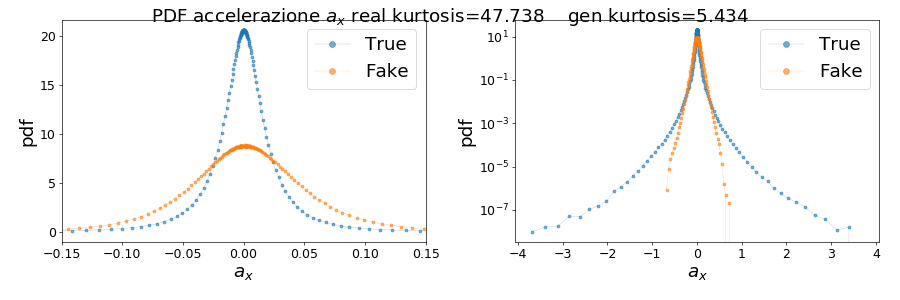 PDF accelerazione a_x real kurtosis=47.738 gen kurtosis=5.434
True
Fake
pdf
20
15
10
5
0
−0.15 −0.10 −0.05 0.00 0.05 0.10 0.15
a_x
True
Fake
pdf
10¹
10⁻¹
10⁻³
10⁻⁵
10⁻⁷
−4 −3 −2 −1 0 1 2 3 4
a_x